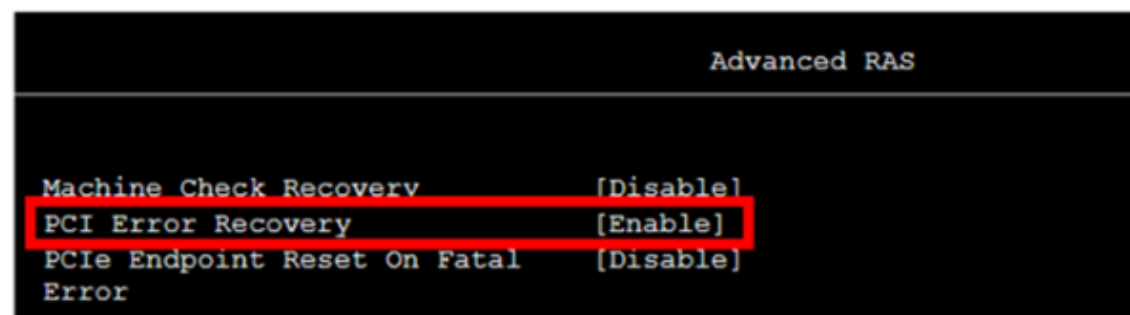 Advanced RAS
Machine Check Recovery [Disable]
PCI Error Recovery [Enable]
PCIe Endpoint Reset On Fatal [Disable]
Error